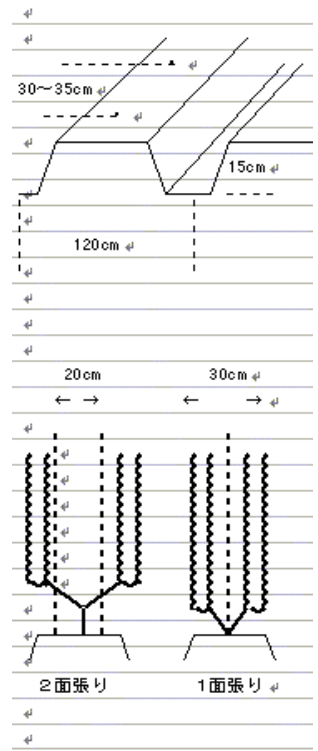 30～35cm
15cm
120cm
20cm 30cm
← → ← →
２面張り １面張り